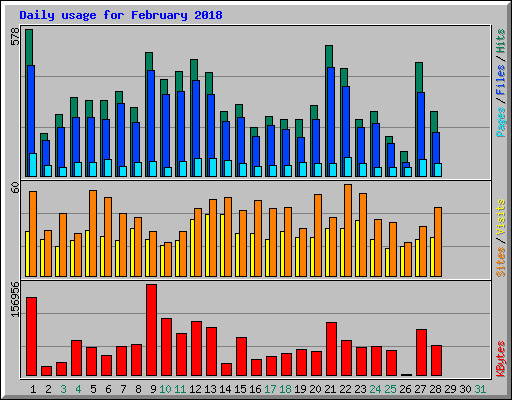 Daily usage for February 2018
578
Pages / Files / Hits
60
Sites / Visits
156956
KBytes
1 2 3 4 5 6 7 8 9 10 11 12 13 14 15 16 17 18 19 20 21 22 23 24 25 26 27 28 29 30 31